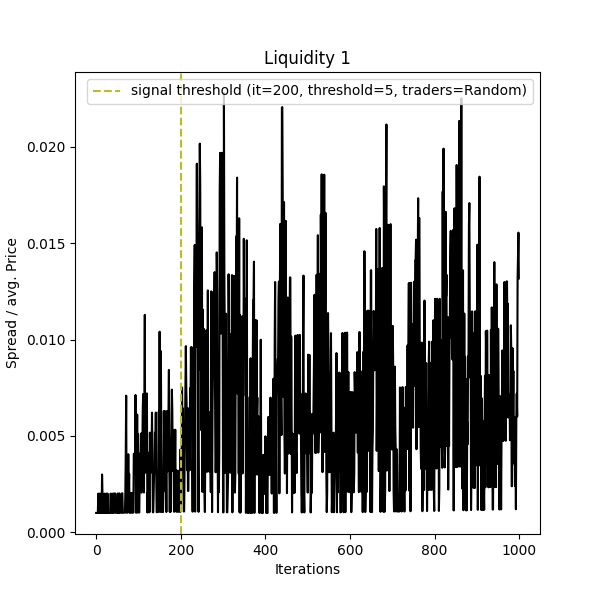 Liquidity 1
signal threshold (it=200, threshold=5, traders=Random)
0.020
0.015
0.010
0.005
0.000
Spread / avg. Price
0 200 400 600 800 1000
Iterations